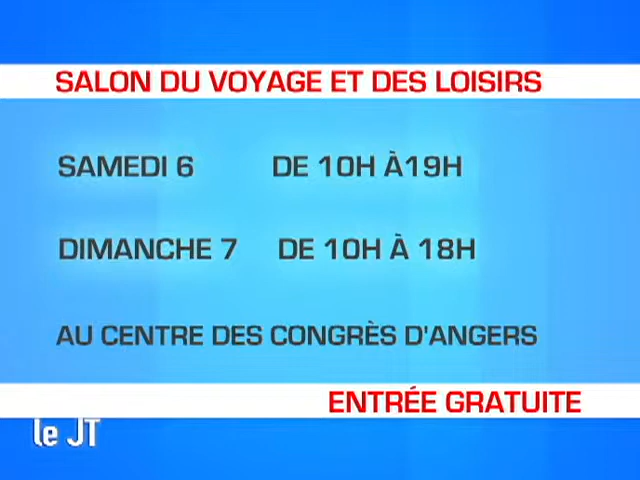 SALON DU VOYAGE ET DES LOISIRS
SAMEDI 6 DE 10H À19H
DIMANCHE 7 DE 10H À 18H
AU CENTRE DES CONGRÈS D'ANGERS
ENTRÉE GRATUITE
le JT